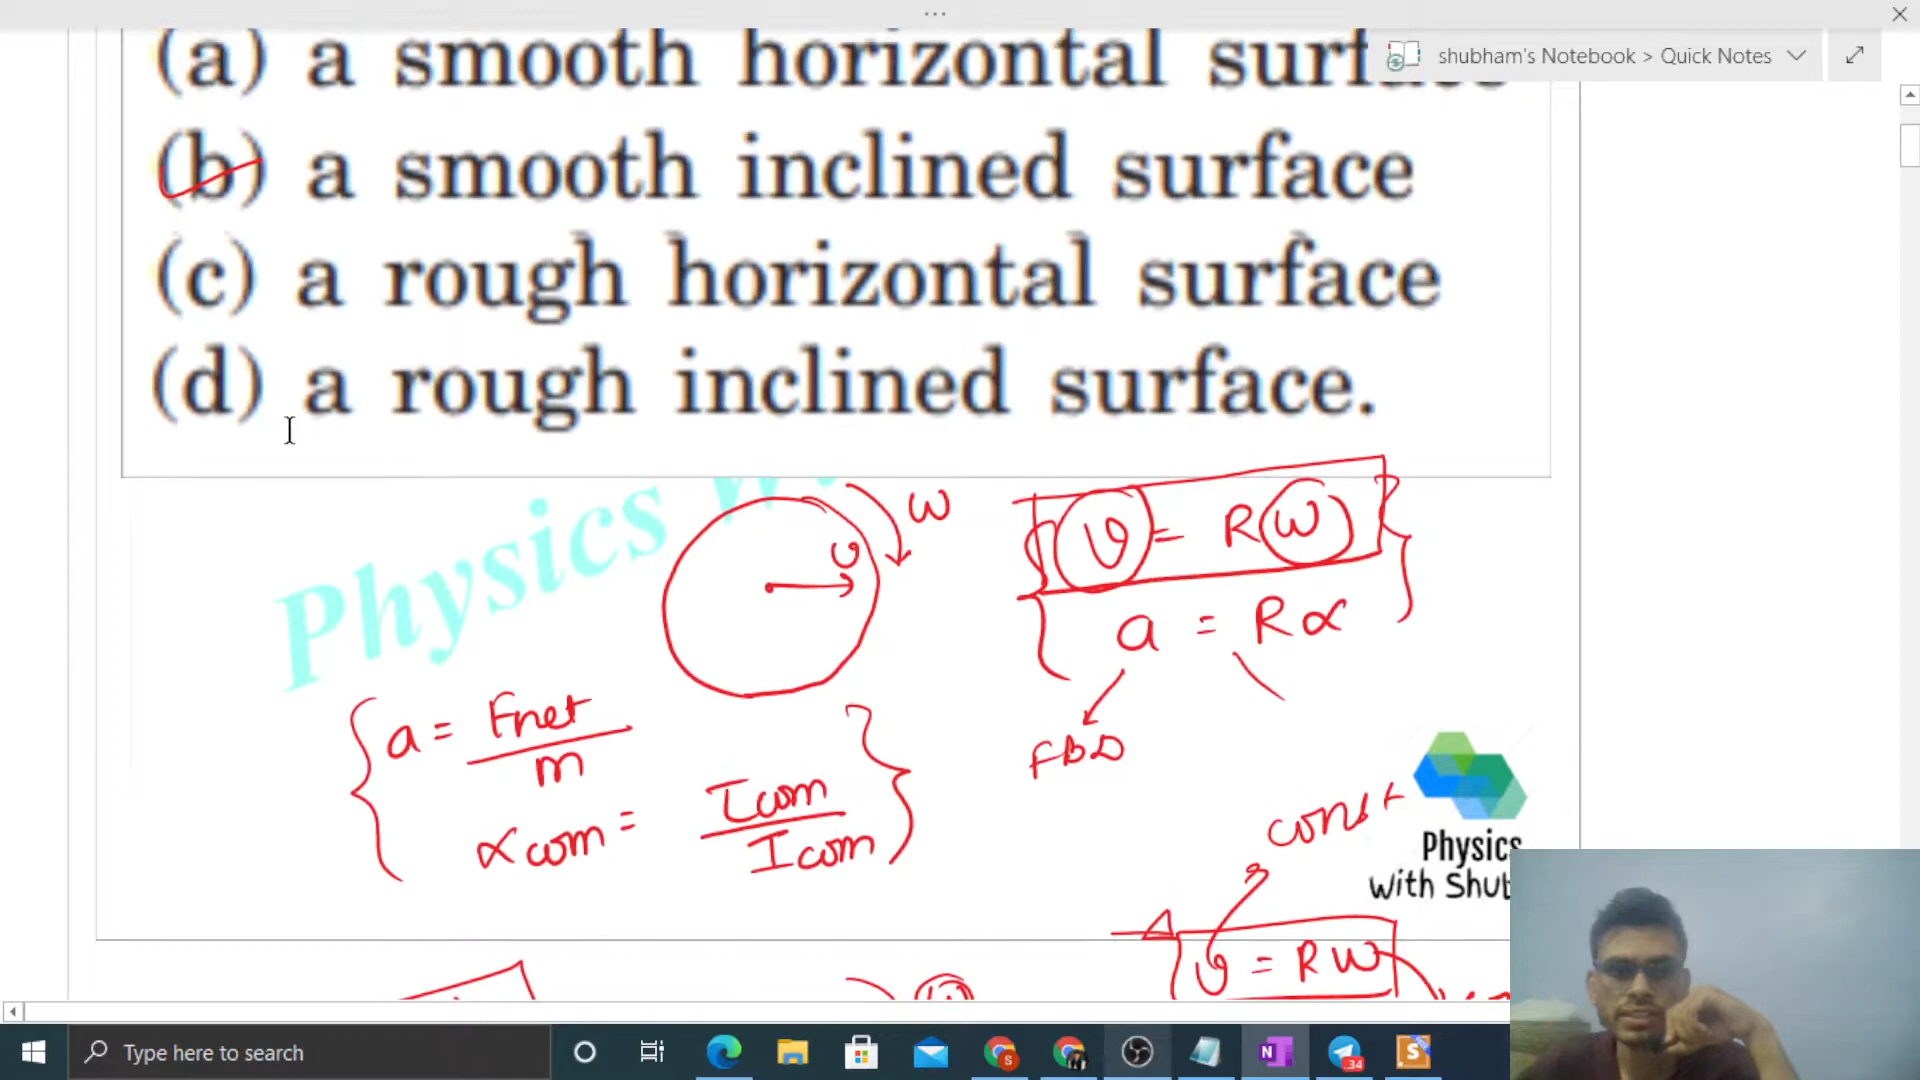 (a) a smooth horizontal surf
shubham's Notebook > Quick Notes
(b) a smooth inclined surface
(c) a rough horizontal surface
(d) a rough inclined surface.
Physics W
ω
v
v = Rω
a = Rα
FBD
a = Fnet / m
αcom = τcom / Icom
const
Physics
With Shub
v = Rω
Type here to search
34